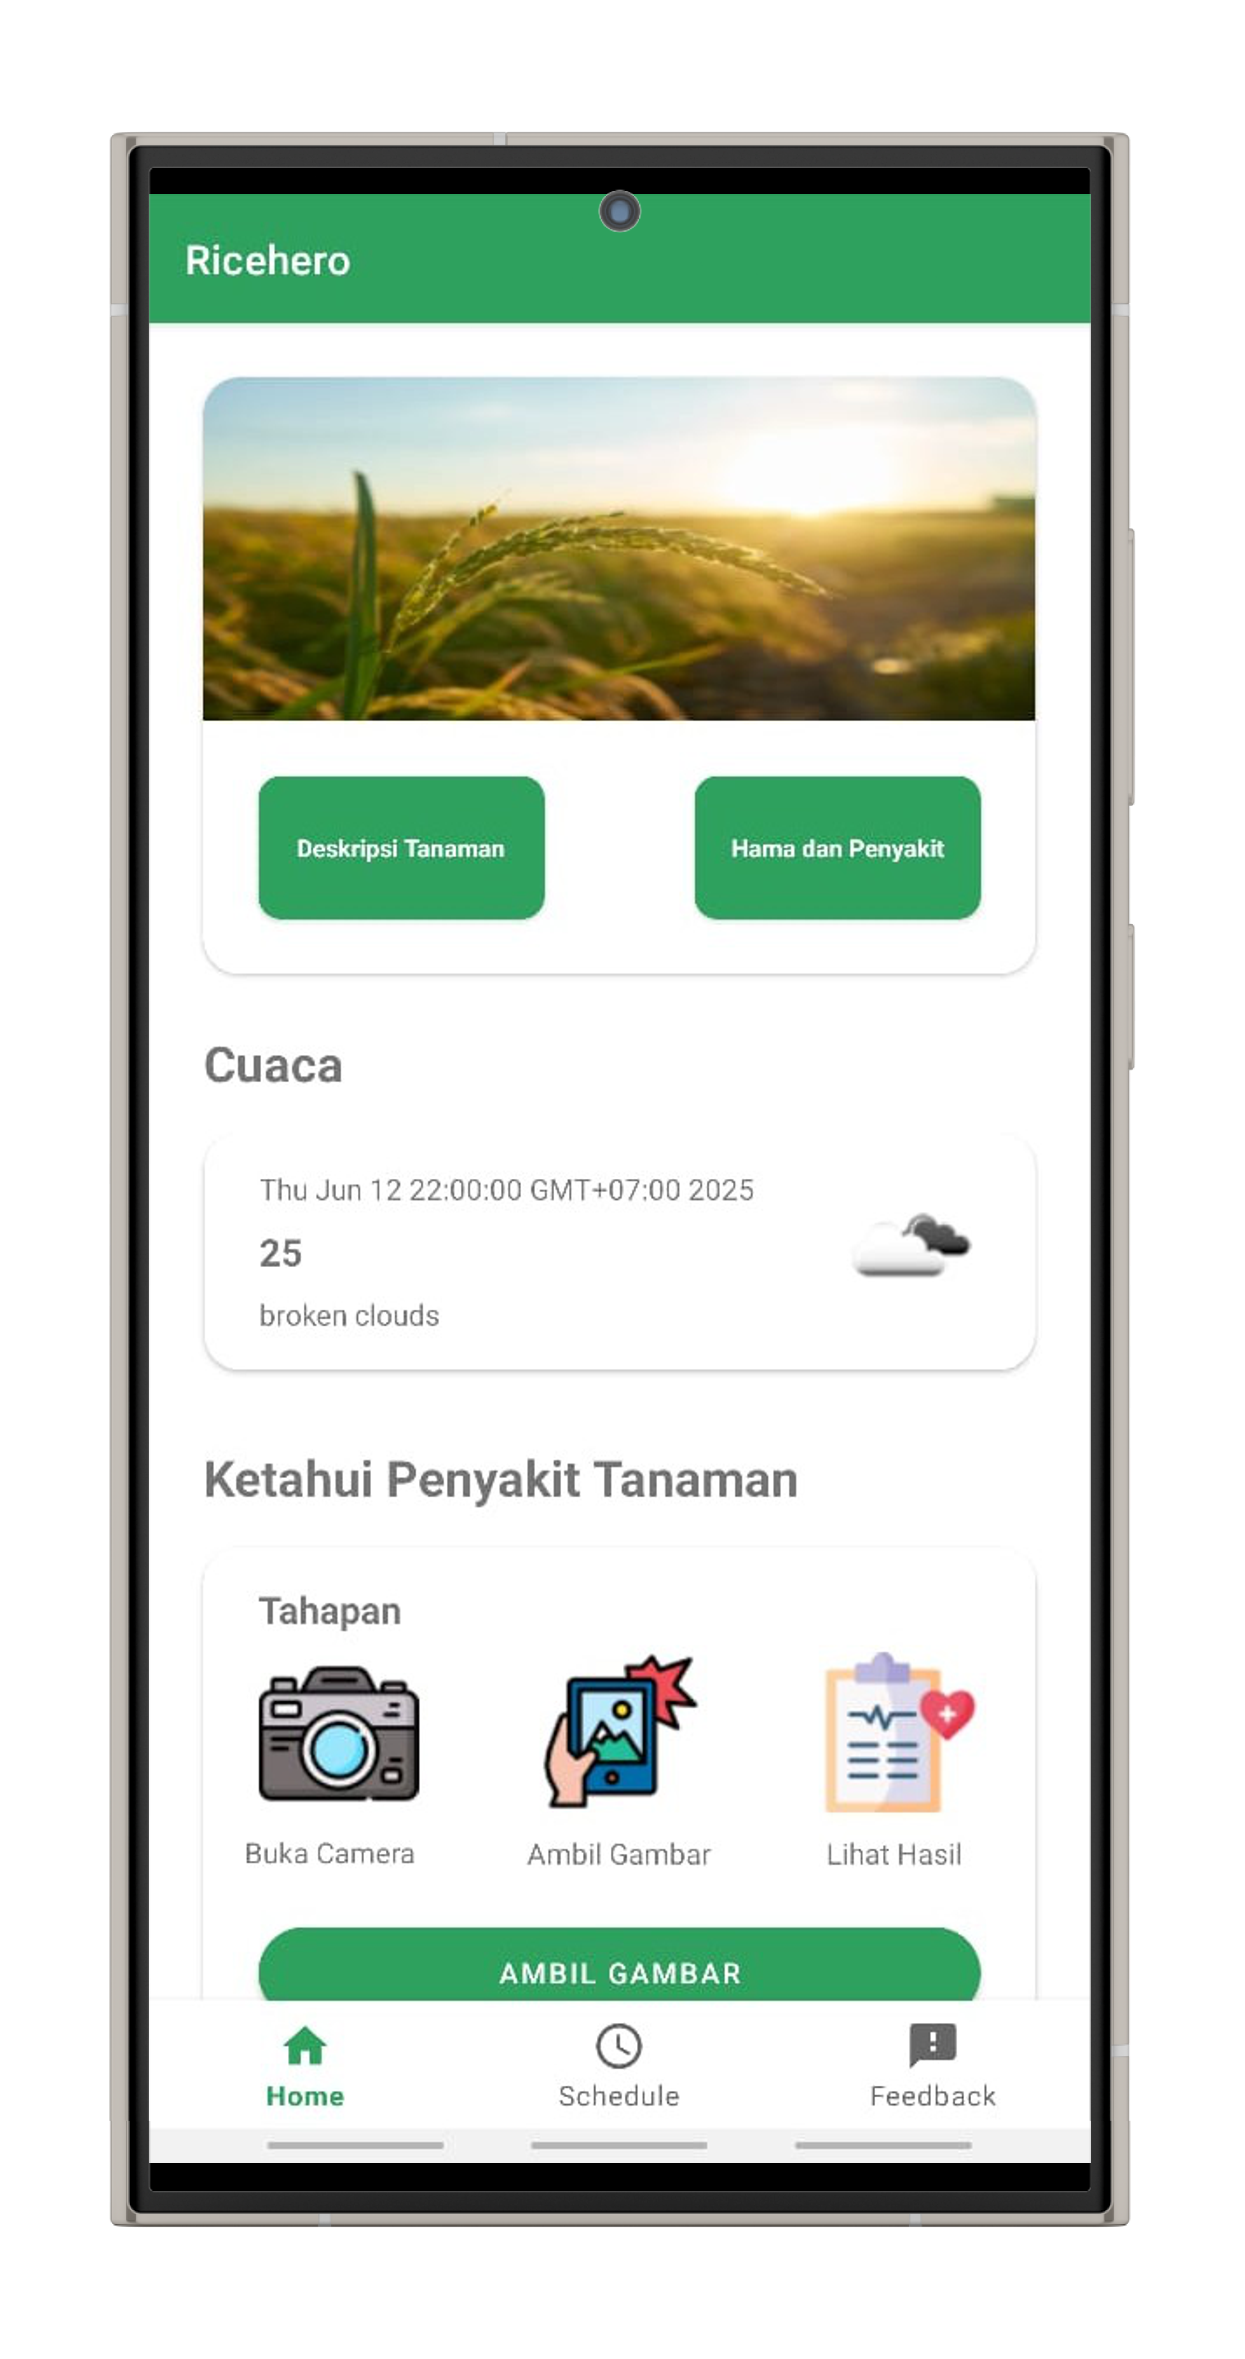 Ricehero
Deskripsi Tanaman
Hama dan Penyakit
Cuaca
Thu Jun 12 22:00:00 GMT+07:00 2025
25
broken clouds
Ketahui Penyakit Tanaman
Tahapan
Buka Camera
Ambil Gambar
Lihat Hasil
AMBIL GAMBAR
Home
Schedule
Feedback